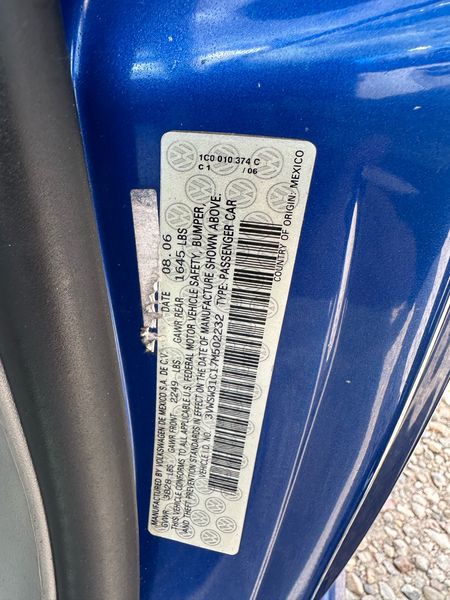 1C0 010 374 C
C 1 / 06
MANUFACTURED BY VOLKSWAGEN DE MEXICO S.A. DE C.V. DATE 08.06
GVWR LBS GAWR FRONT 2249 LBS GAWR REAR 1645 LBS
THIS VEHICLE CONFORMS TO ALL APPLICABLE U.S. FEDERAL MOTOR VEHICLE SAFETY, BUMPER,
AND THEFT PREVENTION STANDARDS IN EFFECT ON THE DATE OF MANUFACTURE SHOWN ABOVE.
VEHICLE I.D. NO. 3VWSW31C17M502232 TYPE: PASSENGER CAR
COUNTRY OF ORIGIN: MEXICO